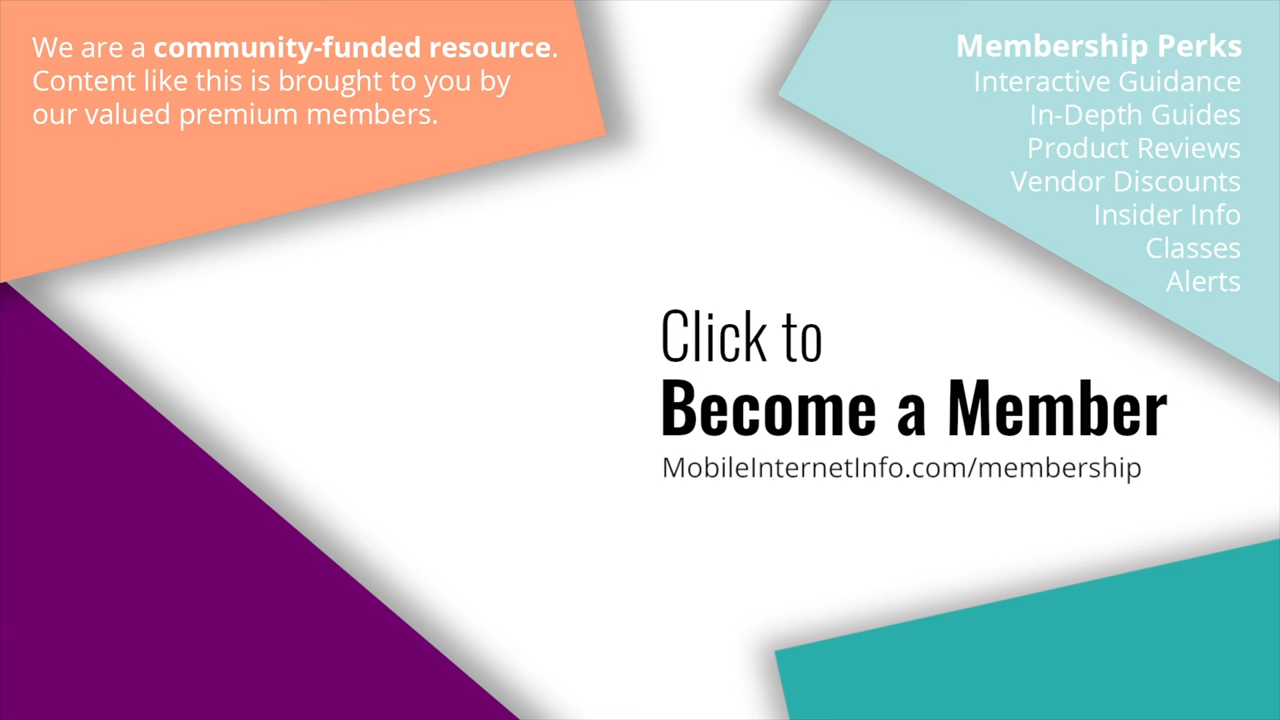 We are a community-funded resource.
Content like this is brought to you by
our valued premium members.
Membership Perks
Interactive Guidance
In-Depth Guides
Product Reviews
Vendor Discounts
Insider Info
Classes
Alerts
Click to
Become a Member
MobileInternetInfo.com/membership